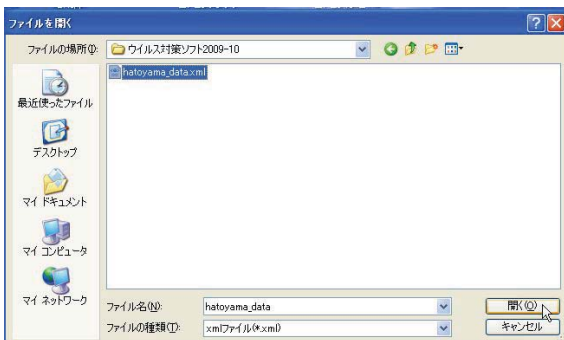 ファイルを開く
ファイルの場所(I):
ウイルス対策ソフト2009-10
hatoyama_data.xml
最近使ったファイル
デスクトップ
マイ ドキュメント
マイ コンピュータ
マイ ネットワーク
ファイル名(N):
hatoyama_data
開く(O)
ファイルの種類(T):
xmlファイル(*.xml)
キャンセル